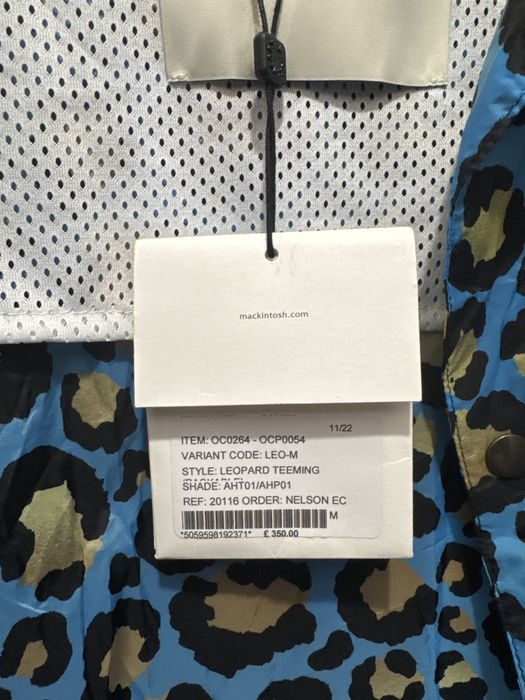 mackintosh.com
11/22
ITEM: OC0264 - OCP0054
VARIANT CODE: LEO-M
STYLE: LEOPARD TEEMING
SHADE: AHT01/AHP01
REF: 20116 ORDER: NELSON EC
M
*5059598192371* £ 350.00